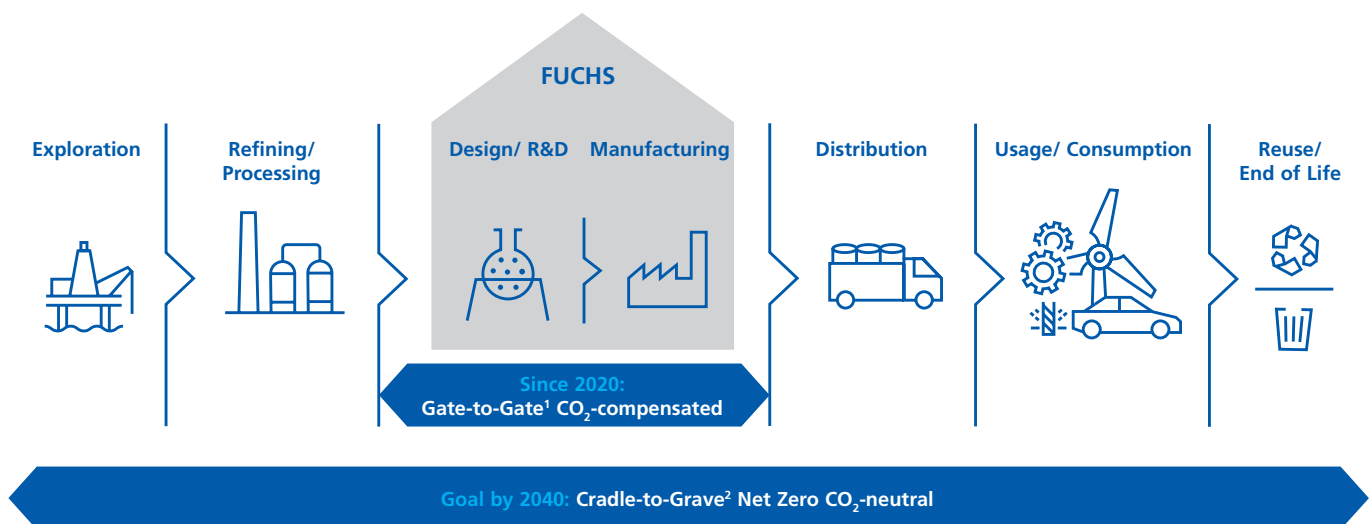 FUCHS
Exploration
Refining/
Processing
Design/ R&D
Manufacturing
Distribution
Usage/ Consumption
Reuse/
End of Life
Since 2020:
Gate-to-Gate¹ CO₂-compensated
Goal by 2040: Cradle-to-Grave² Net Zero CO₂-neutral